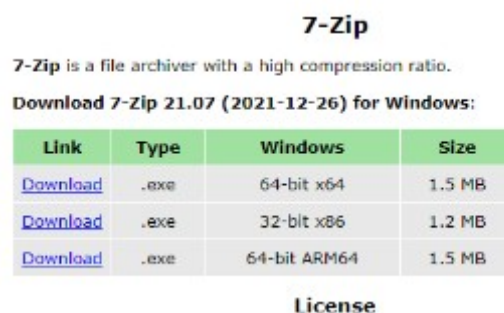 7-Zip
7-Zip is a file archiver with a high compression ratio.
Download 7-Zip 21.07 (2021-12-26) for Windows:
Link Type Windows Size
Download .exe 64-bit x64 1.5 MB
Download .exe 32-bit x86 1.2 MB
Download .exe 64-bit ARM64 1.5 MB
License